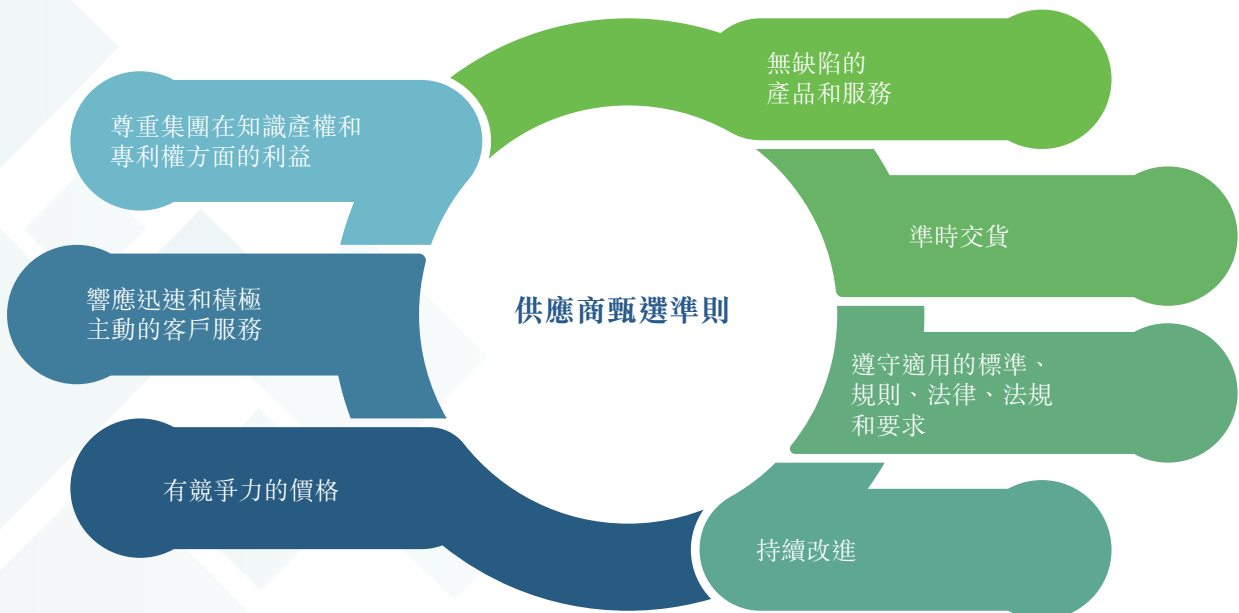 無缺陷的
產品和服務
尊重集團在知識產權和
專利權方面的利益
準時交貨
響應迅速和積極
主動的客戶服務
供應商甄選準則
遵守適用的標準、
規則、法律、法規
和要求
有競爭力的價格
持續改進